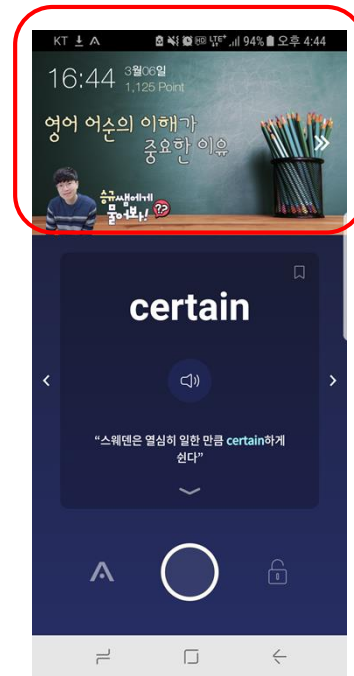 KT LTE+ 94% 오후 4:44
16:44 3월06일
1,125 Point
영어 어순의 이해가
중요한 이유
승규쌤에게
물어봐! ??
certain
“스웨덴은 열심히 일한 만큼 certain하게
쉰다”